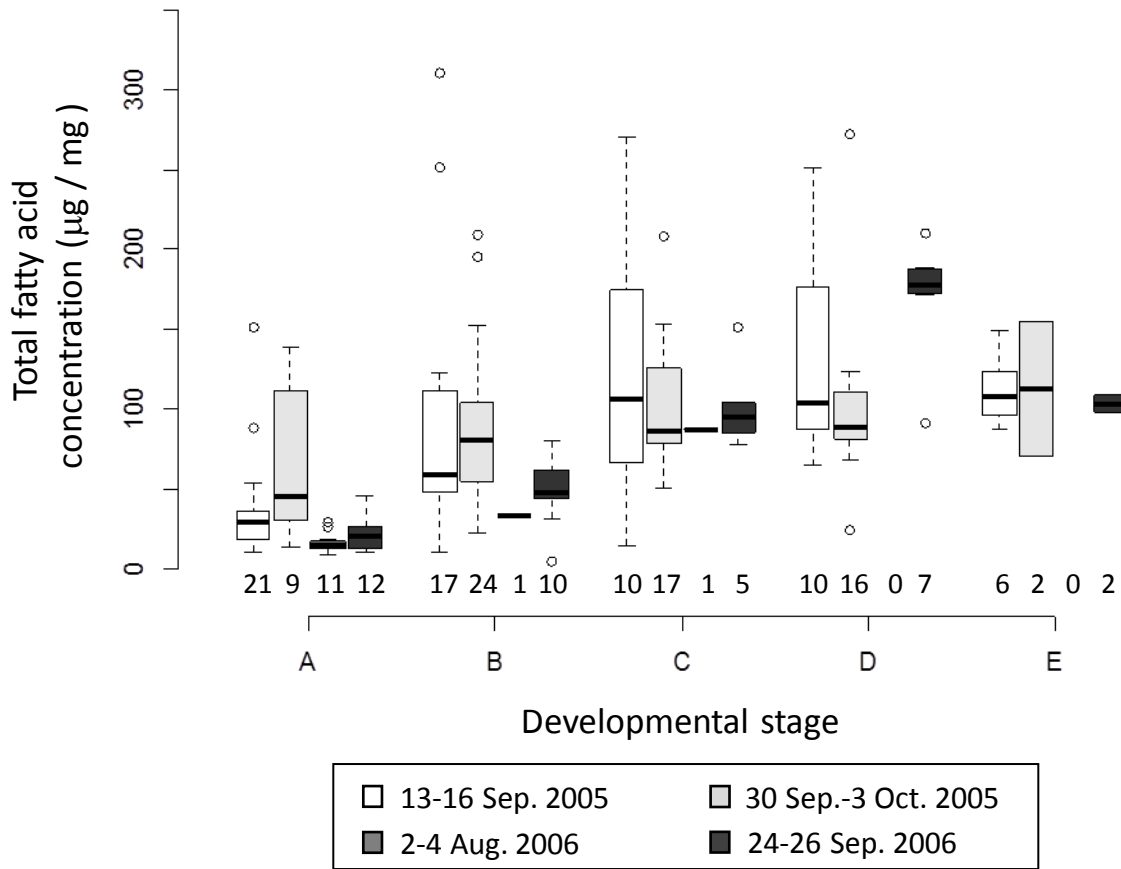 Total fatty acid
concentration (µg / mg )
300
200
100
0
21 9 11 12 17 24 1 10 10 17 1 5 10 16 0 7 6 2 0 2
A B C D E
Developmental stage
13-16 Sep. 2005 30 Sep.-3 Oct. 2005
2-4 Aug. 2006 24-26 Sep. 2006